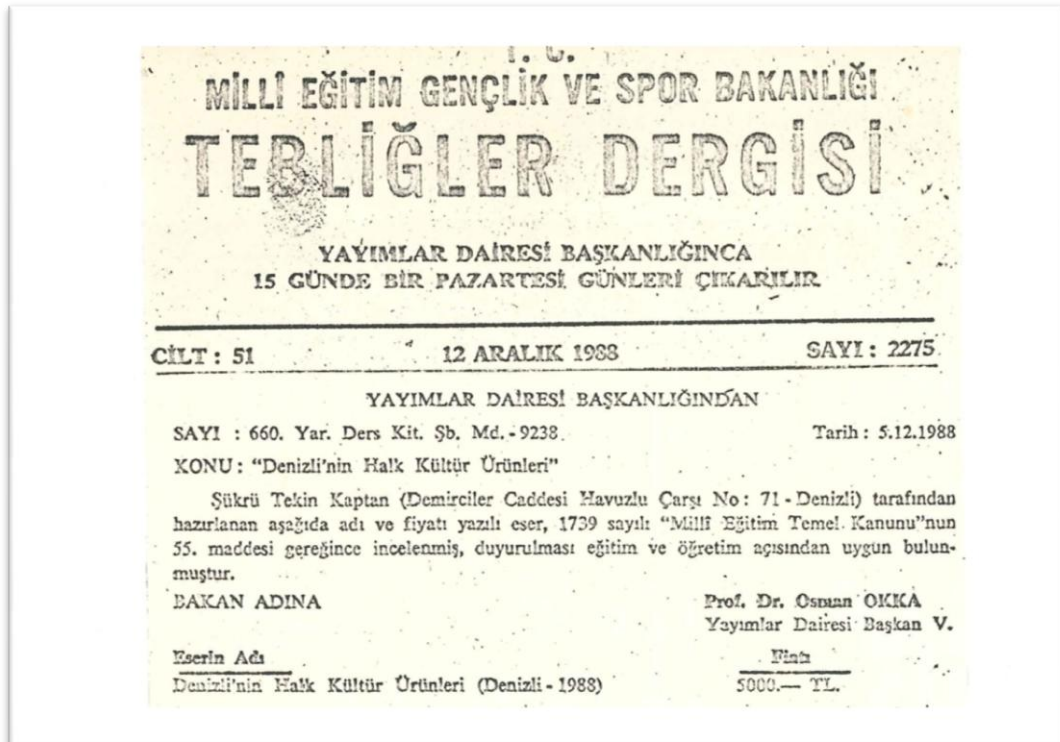 T. C.
MİLLÎ EĞİTİM GENÇLİK VE SPOR BAKANLIĞI
TEBLİĞLER DERGİSİ
YAYIMLAR DAİRESİ BAŞKANLIĞINCA
15 GÜNDE BİR PAZARTESİ GÜNLERİ ÇIKARILIR
CİLT : 51 12 ARALIK 1988 SAYI : 2275
YAYIMLAR DAİRESİ BAŞKANLIĞINDAN
SAYI : 660. Yar. Ders Kit. Şb. Md. - 9238 Tarih : 5.12.1988
KONU : "Denizli'nin Halk Kültür Ürünleri"
Şükrü Tekin Kaptan (Demirciler Caddesi Havuzlu Çarşı No : 71 - Denizli) tarafından
hazırlanan aşağıda adı ve fiyatı yazılı eser, 1739 sayılı "Millî Eğitim Temel Kanunu"nun
55. maddesi gereğince incelenmiş, duyurulması eğitim ve öğretim açısından uygun bulun-
muştur.
BAKAN ADINA Prof. Dr. Osman OKKA
Yayımlar Dairesi Başkan V.
Eserin Adı Fiatı
Denizli'nin Halk Kültür Ürünleri (Denizli - 1988) 5000.— TL.